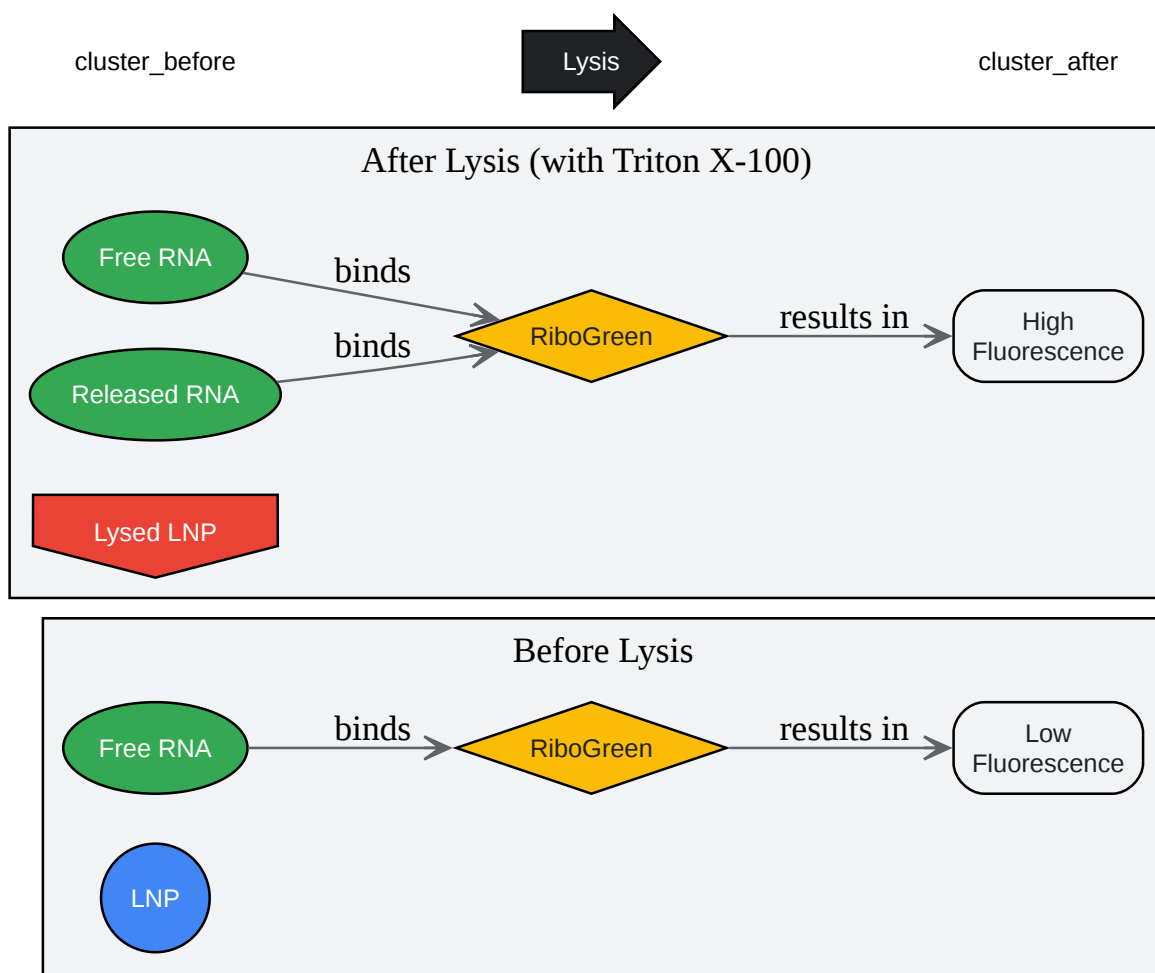 cluster_before
Lysis
cluster_after
After Lysis (with Triton X-100)
Free RNA
binds
Released RNA
binds
RiboGreen
results in
High
Fluorescence
Lysed LNP
Before Lysis
Free RNA
binds
RiboGreen
results in
Low
Fluorescence
LNP